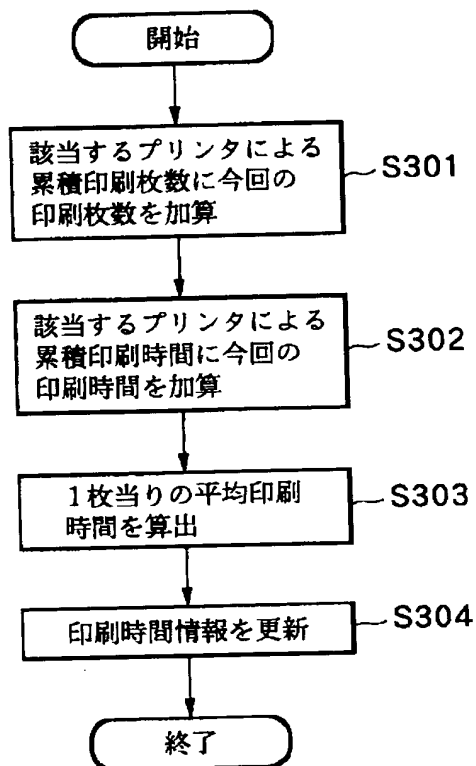 開始
該当するプリンタによる
累積印刷枚数に今回の
印刷枚数を加算
S301
該当するプリンタによる
累積印刷時間に今回の
印刷時間を加算
S302
1枚当りの平均印刷
時間を算出
S303
印刷時間情報を更新
S304
終了